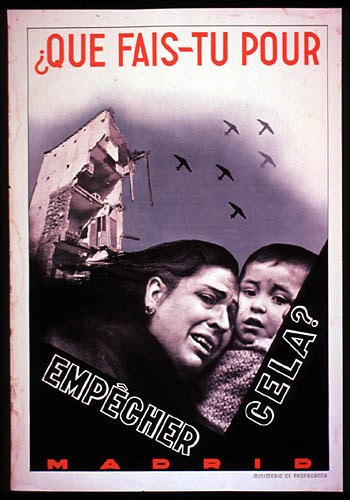 ¿QUE FAIS-TU POUR
EMPÊCHER
CELA?
MADRID
MINISTERIO DE PROPAGANDA